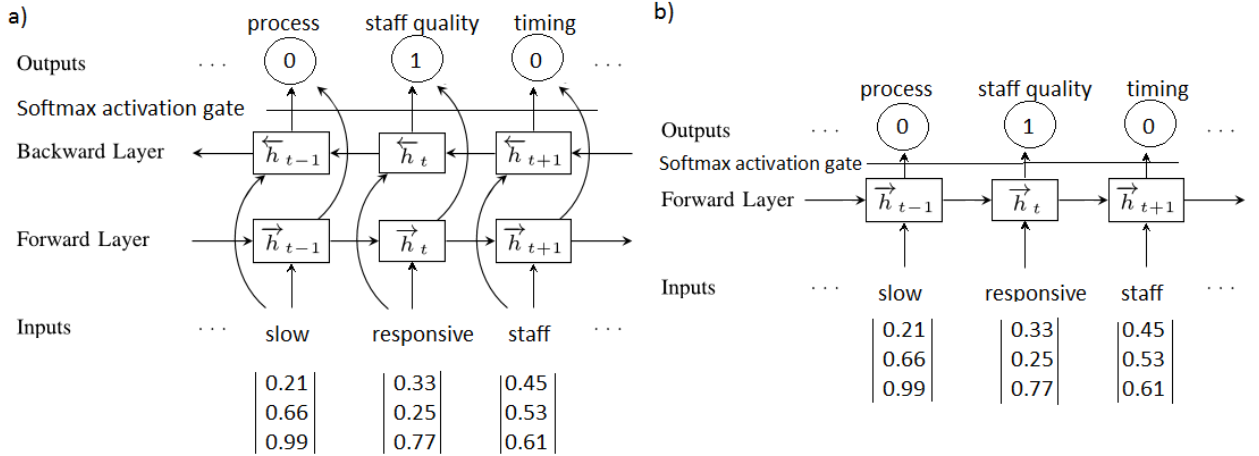 a)
process staff quality timing
Outputs . . . 0 1 0 . . .
Softmax activation gate
Backward Layer h t−1 h t h t+1
Forward Layer h t−1 h t h t+1
Inputs . . . slow responsive staff . . .
0.21 0.33 0.45
0.66 0.25 0.53
0.99 0.77 0.61
b)
process staff quality timing
Outputs . . . 0 1 0 . . .
Softmax activation gate
Forward Layer h t−1 h t h t+1
Inputs . . . slow responsive staff . . .
0.21 0.33 0.45
0.66 0.25 0.53
0.99 0.77 0.61